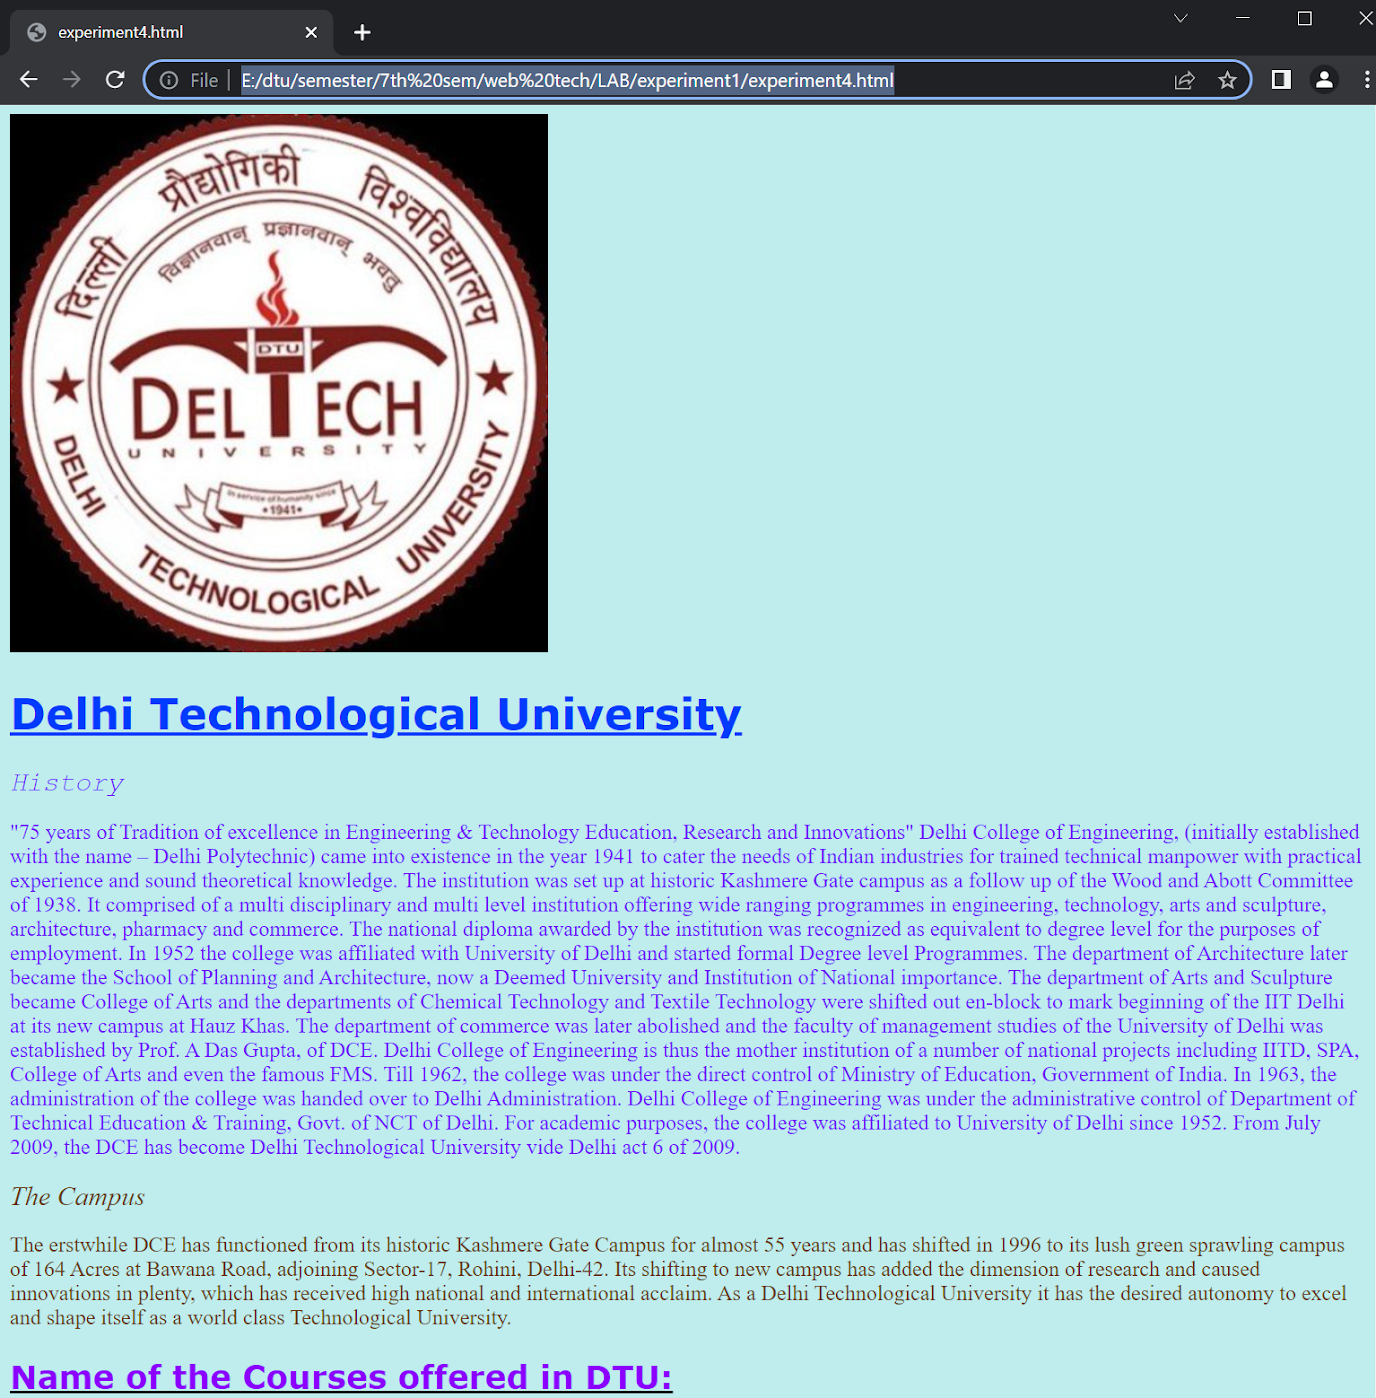 experiment4.html
File
E:/dtu/semester/7th%20sem/web%20tech/LAB/experiment1/experiment4.html
दिल्ली प्रौद्योगिकी विश्वविद्यालय
विज्ञानवान् प्रज्ञानवान् भवतु
DTU
DELTECH
UNIVERSITY
In service of humanity since
•1941•
DELHI TECHNOLOGICAL UNIVERSITY
Delhi Technological University
History
"75 years of Tradition of excellence in Engineering & Technology Education, Research and Innovations" Delhi College of Engineering, (initially established
with the name – Delhi Polytechnic) came into existence in the year 1941 to cater the needs of Indian industries for trained technical manpower with practical
experience and sound theoretical knowledge. The institution was set up at historic Kashmere Gate campus as a follow up of the Wood and Abott Committee
of 1938. It comprised of a multi disciplinary and multi level institution offering wide ranging programmes in engineering, technology, arts and sculpture,
architecture, pharmacy and commerce. The national diploma awarded by the institution was recognized as equivalent to degree level for the purposes of
employment. In 1952 the college was affiliated with University of Delhi and started formal Degree level Programmes. The department of Architecture later
became the School of Planning and Architecture, now a Deemed University and Institution of National importance. The department of Arts and Sculpture
became College of Arts and the departments of Chemical Technology and Textile Technology were shifted out en-block to mark beginning of the IIT Delhi
at its new campus at Hauz Khas. The department of commerce was later abolished and the faculty of management studies of the University of Delhi was
established by Prof. A Das Gupta, of DCE. Delhi College of Engineering is thus the mother institution of a number of national projects including IITD, SPA,
College of Arts and even the famous FMS. Till 1962, the college was under the direct control of Ministry of Education, Government of India. In 1963, the
administration of the college was handed over to Delhi Administration. Delhi College of Engineering was under the administrative control of Department of
Technical Education & Training, Govt. of NCT of Delhi. For academic purposes, the college was affiliated to University of Delhi since 1952. From July
2009, the DCE has become Delhi Technological University vide Delhi act 6 of 2009.
The Campus
The erstwhile DCE has functioned from its historic Kashmere Gate Campus for almost 55 years and has shifted in 1996 to its lush green sprawling campus
of 164 Acres at Bawana Road, adjoining Sector-17, Rohini, Delhi-42. Its shifting to new campus has added the dimension of research and caused
innovations in plenty, which has received high national and international acclaim. As a Delhi Technological University it has the desired autonomy to excel
and shape itself as a world class Technological University.
Name of the Courses offered in DTU: